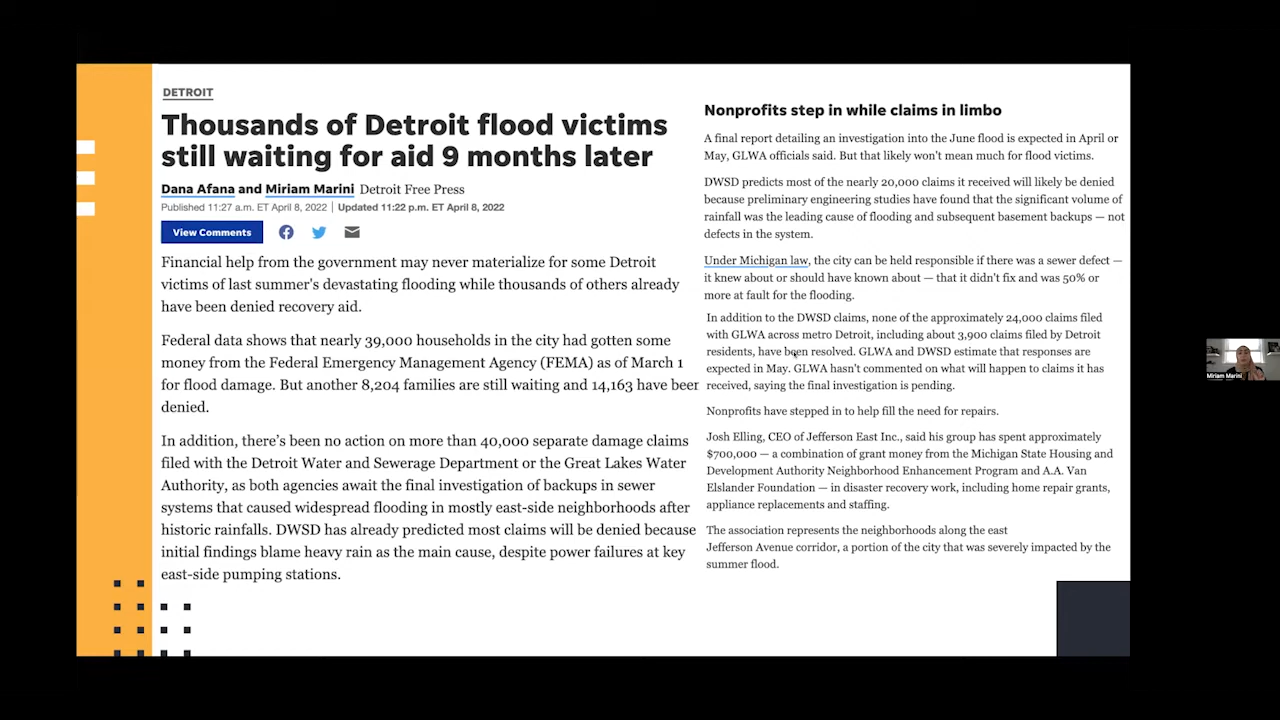 DETROIT
Thousands of Detroit flood victims
still waiting for aid 9 months later
Dana Afana and Miriam Marini Detroit Free Press
Published 11:27 a.m. ET April 8, 2022 | Updated 11:22 p.m. ET April 8, 2022
View Comments
Financial help from the government may never materialize for some Detroit
victims of last summer's devastating flooding while thousands of others already
have been denied recovery aid.
Federal data shows that nearly 39,000 households in the city had gotten some
money from the Federal Emergency Management Agency (FEMA) as of March 1
for flood damage. But another 8,204 families are still waiting and 14,163 have been
denied.
In addition, there's been no action on more than 40,000 separate damage claims
filed with the Detroit Water and Sewerage Department or the Great Lakes Water
Authority, as both agencies await the final investigation of backups in sewer
systems that caused widespread flooding in mostly east-side neighborhoods after
historic rainfalls. DWSD has already predicted most claims will be denied because
initial findings blame heavy rain as the main cause, despite power failures at key
east-side pumping stations.
Nonprofits step in while claims in limbo
A final report detailing an investigation into the June flood is expected in April or
May, GLWA officials said. But that likely won't mean much for flood victims.
DWSD predicts most of the nearly 20,000 claims it received will likely be denied
because preliminary engineering studies have found that the significant volume of
rainfall was the leading cause of flooding and subsequent basement backups — not
defects in the system.
Under Michigan law, the city can be held responsible if there was a sewer defect —
it knew about or should have known about — that it didn't fix and was 50% or
more at fault for the flooding.
In addition to the DWSD claims, none of the approximately 24,000 claims filed
with GLWA across metro Detroit, including about 3,900 claims filed by Detroit
residents, have been resolved. GLWA and DWSD estimate that responses are
expected in May. GLWA hasn't commented on what will happen to claims it has
received, saying the final investigation is pending.
Nonprofits have stepped in to help fill the need for repairs.
Josh Elling, CEO of Jefferson East Inc., said his group has spent approximately
$700,000 — a combination of grant money from the Michigan State Housing and
Development Authority Neighborhood Enhancement Program and A.A. Van
Elslander Foundation — in disaster recovery work, including home repair grants,
appliance replacements and staffing.
The association represents the neighborhoods along the east
Jefferson Avenue corridor, a portion of the city that was severely impacted by the
summer flood.
Miriam Marini